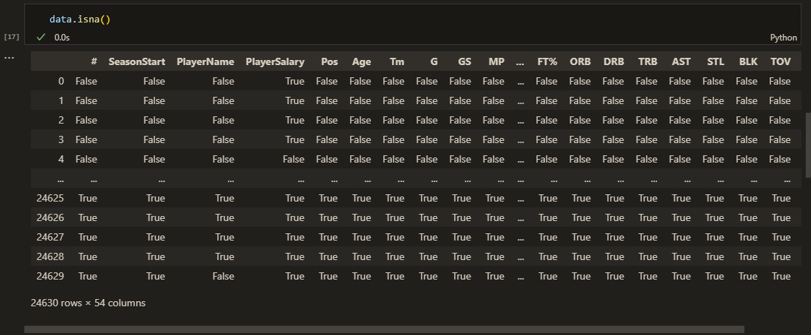 data.isna()
[17] ✓ 0.0s Python
...
# SeasonStart PlayerName PlayerSalary Pos Age Tm G GS MP ... FT% ORB DRB TRB AST STL BLK TOV
0 False False False True False False False False False False ... False False False False False False False False
1 False False False True False False False False False False ... False False False False False False False False
2 False False False True False False False False False False ... False False False False False False False False
3 False False False True False False False False False False ... False False False False False False False False
4 False False False False False False False False False False ... False False False False False False False False
... ... ... ... ... ... ... ... ... ... ... ... ... ... ... ... ... ... ... ...
24625 True True True True True True True True True True ... True True True True True True True True
24626 True True True True True True True True True True ... True True True True True True True True
24627 True True True True True True True True True True ... True True True True True True True True
24628 True True True True True True True True True True ... True True True True True True True True
24629 True True False True True True True True True True ... True True True True True True True True
24630 rows × 54 columns